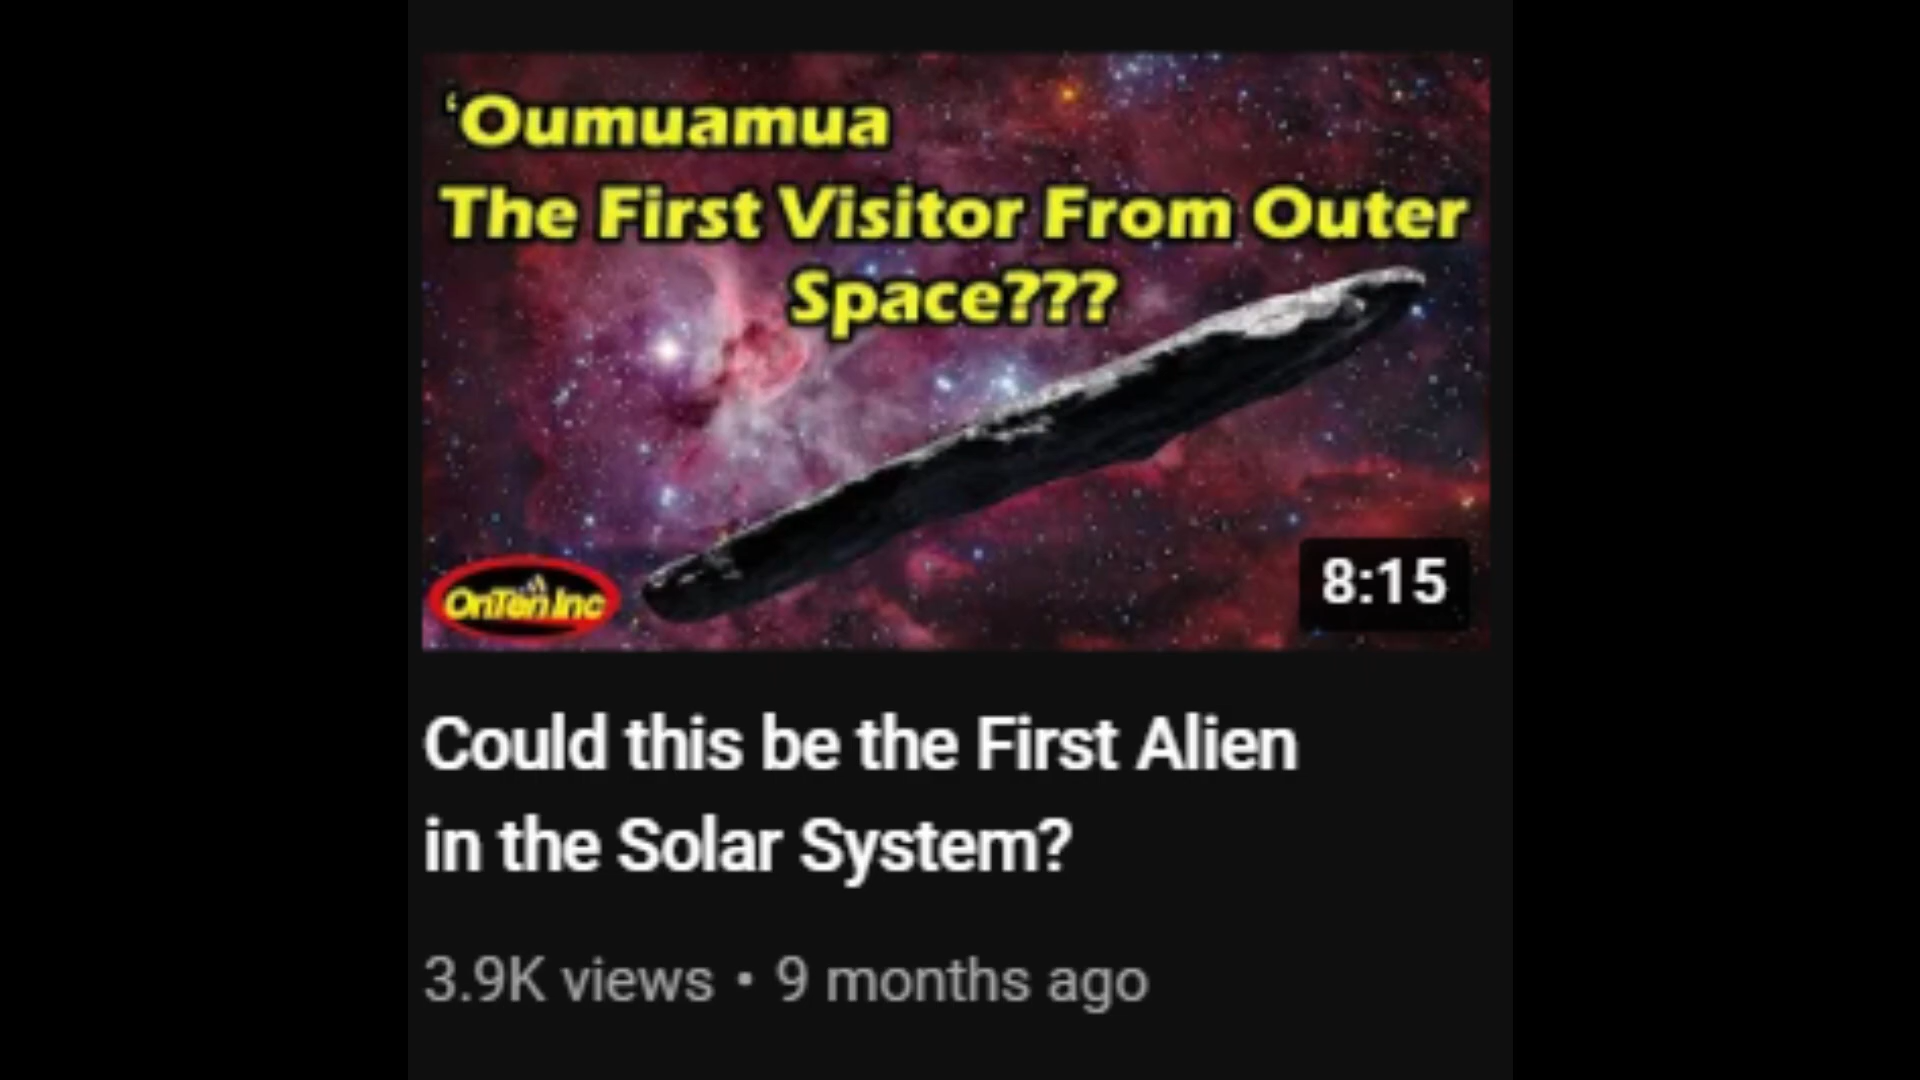 ‘Oumuamua
The First Visitor From Outer
Space???
OnTen.Inc
8:15
Could this be the First Alien
in the Solar System?
3.9K views • 9 months ago